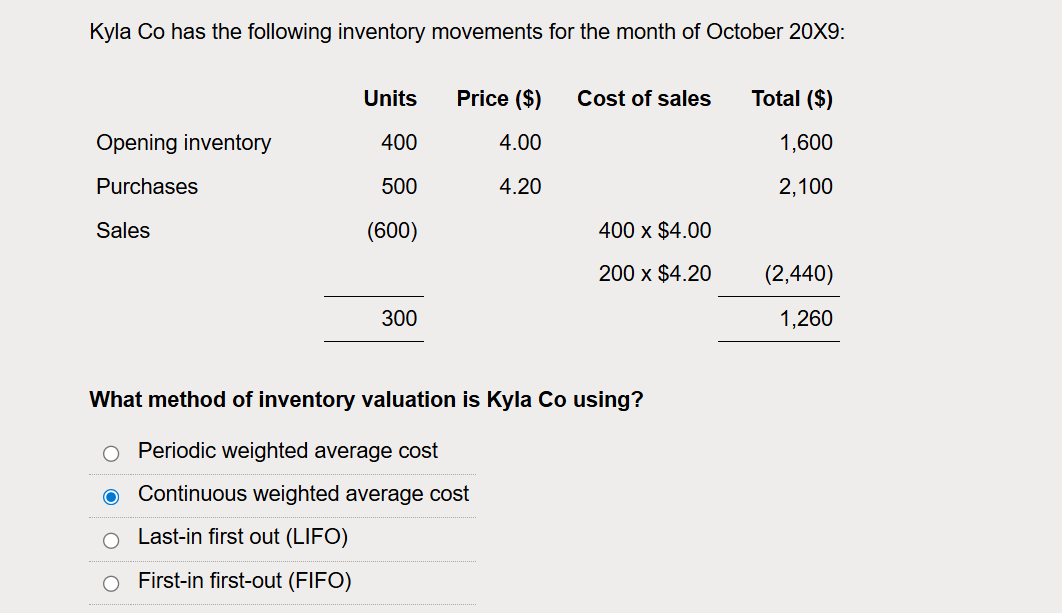 Kyla Co has the following inventory movements for the month of October 20X9:
Units Price ($) Cost of sales Total ($)
Opening inventory 400 4.00 1,600
Purchases 500 4.20 2,100
Sales (600) 400 x $4.00
200 x $4.20 (2,440)
300 1,260
What method of inventory valuation is Kyla Co using?
Periodic weighted average cost
Continuous weighted average cost
Last-in first out (LIFO)
First-in first-out (FIFO)